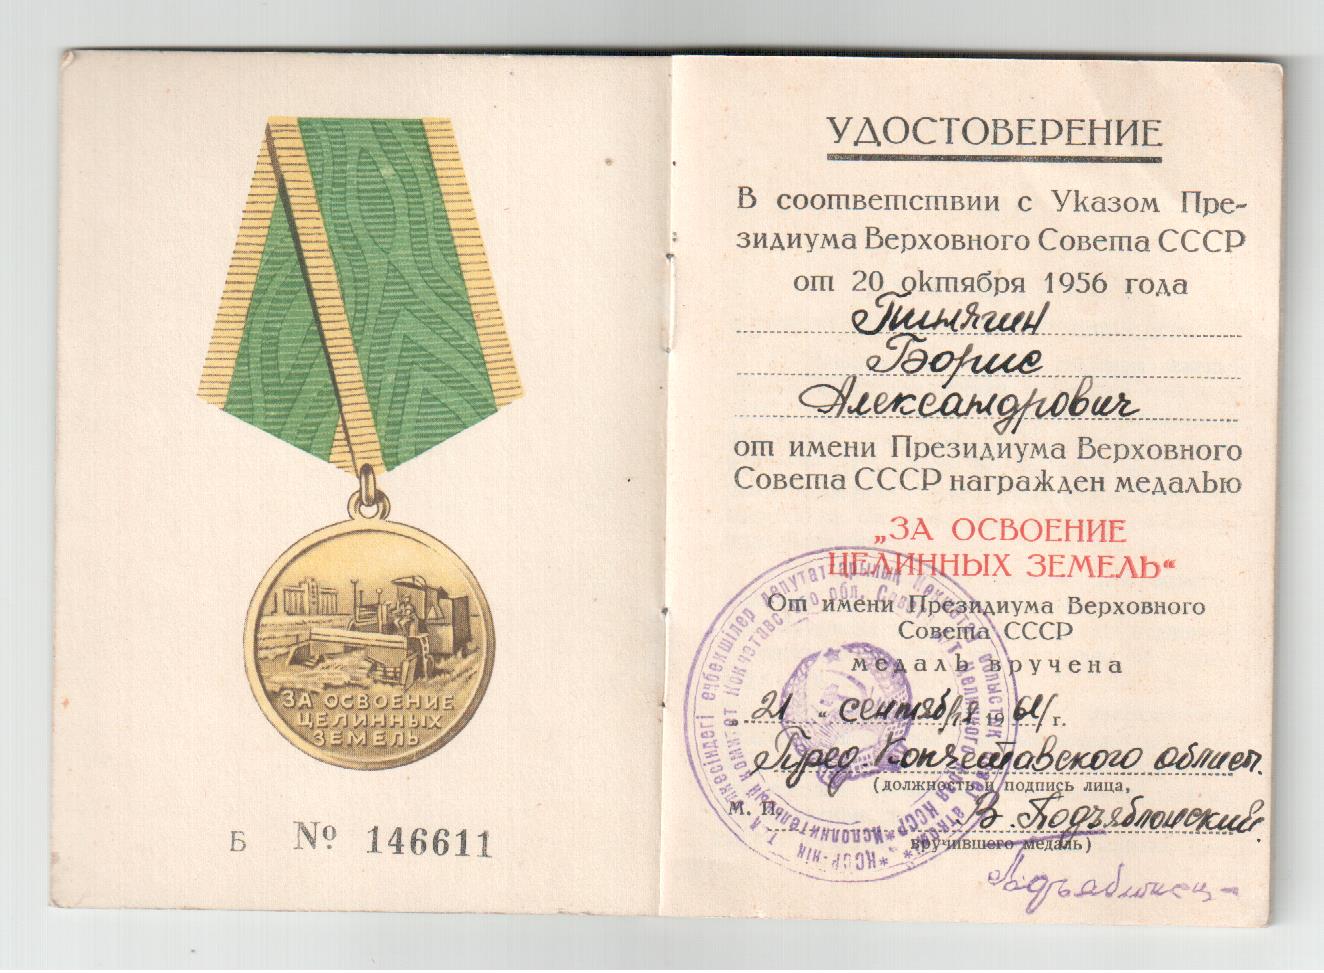 ЗА ОСВОЕНИЕ
ЦЕЛИННЫХ
ЗЕМЕЛЬ
Б № 146611
УДОСТОВЕРЕНИЕ
В соответствии с Указом Пре-
зидиума Верховного Совета СССР
от 20 октября 1956 года
Тинягин
Борис
Александрович
от имени Президиума Верховного
Совета СССР награжден медалью
„ЗА ОСВОЕНИЕ
ЦЕЛИННЫХ ЗЕМЕЛЬ“
От имени Президиума Верховного
Совета СССР
медаль вручена
„21“ сентября 1964 г.
Пред. Кокчетавского облисп.
(должность и подпись лица,
М. П. В. Подъяблонский
вручившего медаль)